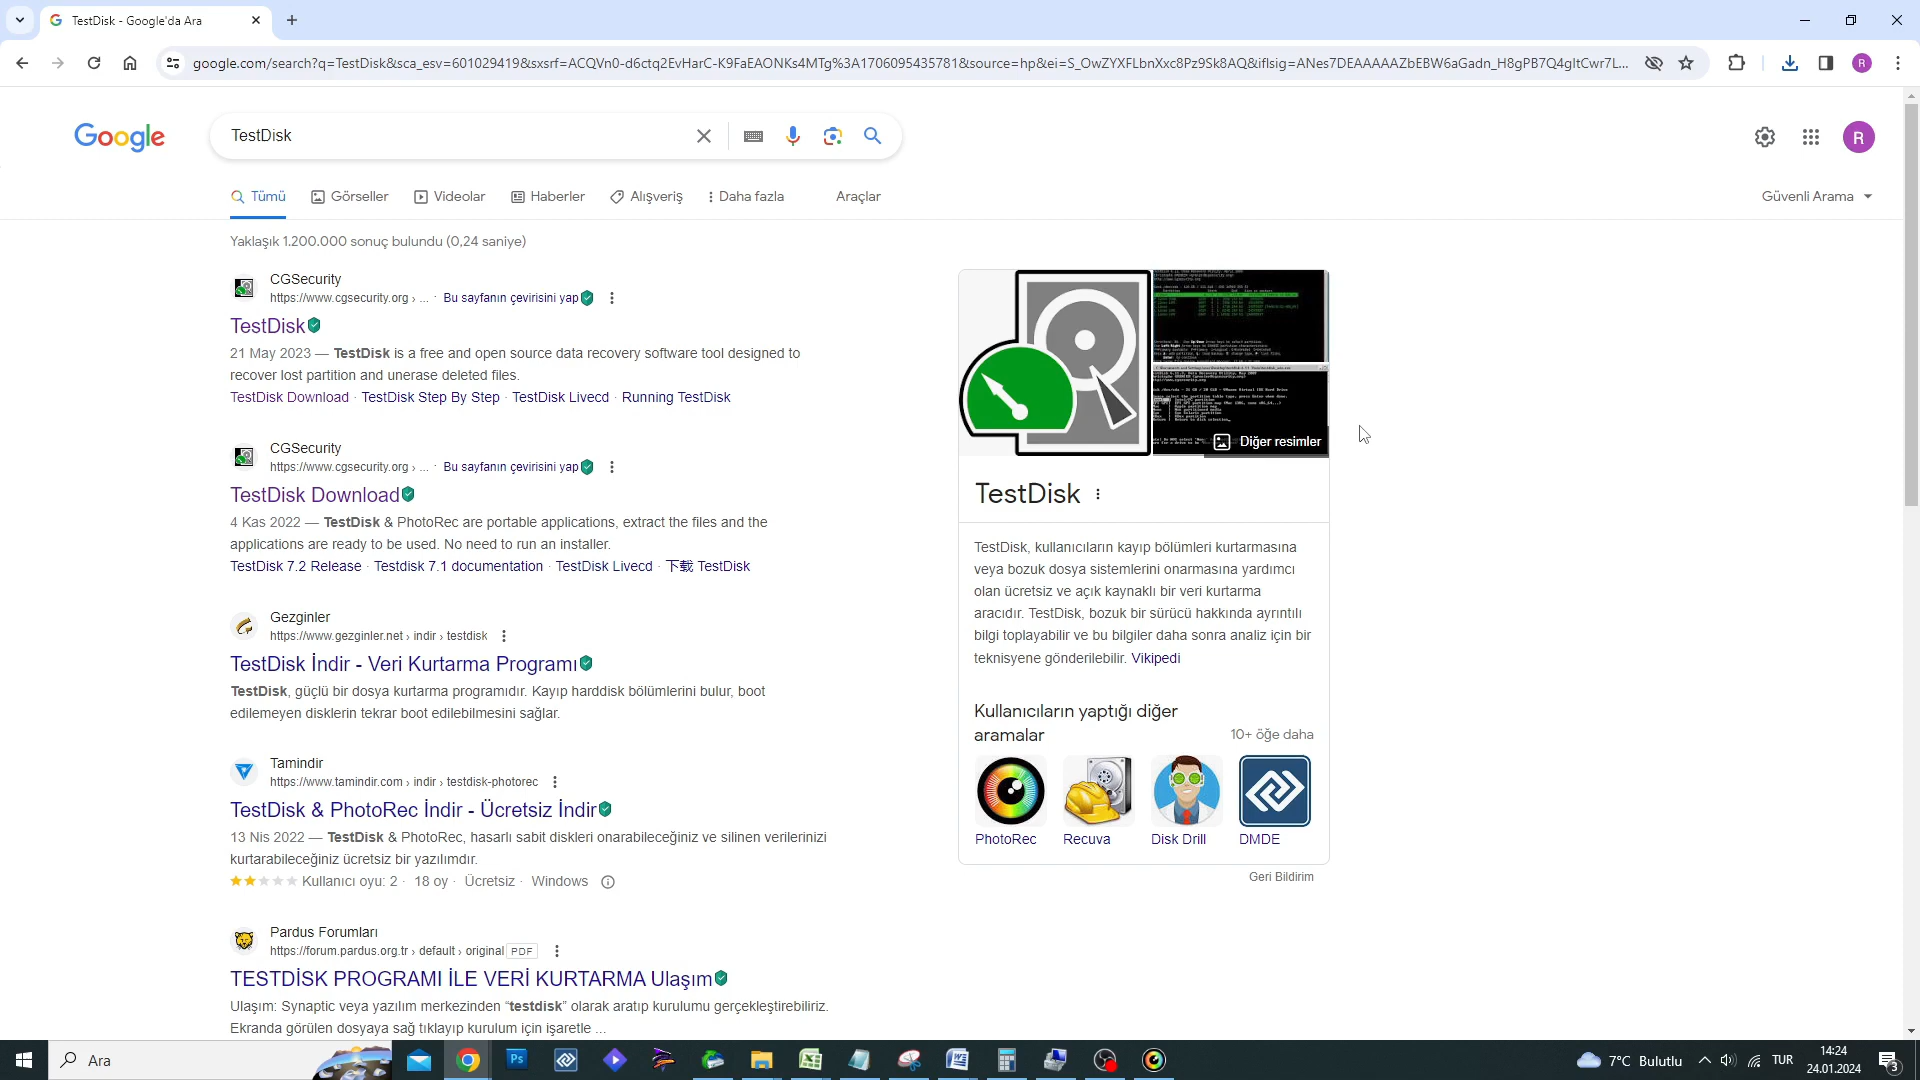 TestDisk - Google'da Ara
google.com/search?q=TestDisk&sca_esv=601029419&sxsrf=ACQVn0-d6ctq2EvHarC-K9FaEAONKs4MTg%3A1706095435781&source=hp&ei=S_OwZYXFLbnXxc8Pz9Sk8AQ&iflsig=ANes7DEAAAAAZbEBW6aGadn_H8gPB7Q4gltCwr7L...
R
Google
TestDisk
R
Tümü
Görseller
Videolar
Haberler
Alışveriş
Daha fazla
Araçlar
Güvenli Arama
Yaklaşık 1.200.000 sonuç bulundu (0,24 saniye)
CGSecurity
https://www.cgsecurity.org › ... · Bu sayfanın çevirisini yap
TestDisk
21 May 2023 — TestDisk is a free and open source data recovery software tool designed to
recover lost partition and unerase deleted files.
TestDisk Download · TestDisk Step By Step · TestDisk Livecd · Running TestDisk
CGSecurity
https://www.cgsecurity.org › ... · Bu sayfanın çevirisini yap
TestDisk Download
4 Kas 2022 — TestDisk & PhotoRec are portable applications, extract the files and the
applications are ready to be used. No need to run an installer.
TestDisk 7.2 Release · Testdisk 7.1 documentation · TestDisk Livecd · 下载 TestDisk
Gezginler
https://www.gezginler.net › indir › testdisk
TestDisk İndir - Veri Kurtarma Programı
TestDisk, güçlü bir dosya kurtarma programıdır. Kayıp harddisk bölümlerini bulur, boot
edilemeyen disklerin tekrar boot edilebilmesini sağlar.
Tamindir
https://www.tamindir.com › indir › testdisk-photorec
TestDisk & PhotoRec İndir - Ücretsiz İndir
13 Nis 2022 — TestDisk & PhotoRec, hasarlı sabit diskleri onarabileceğiniz ve silinen verilerinizi
kurtarabileceğiniz ücretsiz bir yazılımdır.
Kullanıcı oyu: 2 · 18 oy · Ücretsiz · Windows
Pardus Forumları
https://forum.pardus.org.tr › default › original PDF
TESTDİSK PROGRAMI İLE VERİ KURTARMA Ulaşım
Ulaşım: Synaptic veya yazılım merkezinden “testdisk” olarak aratıp kurulumu gerçekleştirebiliriz.
Ekranda görülen dosyaya sağ tıklayıp kurulum için işaretle ...
Diğer resimler
TestDisk
TestDisk, kullanıcıların kayıp bölümleri kurtarmasına
veya bozuk dosya sistemlerini onarmasına yardımcı
olan ücretsiz ve açık kaynaklı bir veri kurtarma
aracıdır. TestDisk, bozuk bir sürücü hakkında ayrıntılı
bilgi toplayabilir ve bu bilgiler daha sonra analiz için bir
teknisyene gönderilebilir. Vikipedi
Kullanıcıların yaptığı diğer
aramalar
10+ öğe daha
PhotoRec
Recuva
Disk Drill
DMDE
Geri Bildirim
Ara
Ps
7°C Bulutlu
TUR
14:24
24.01.2024
3